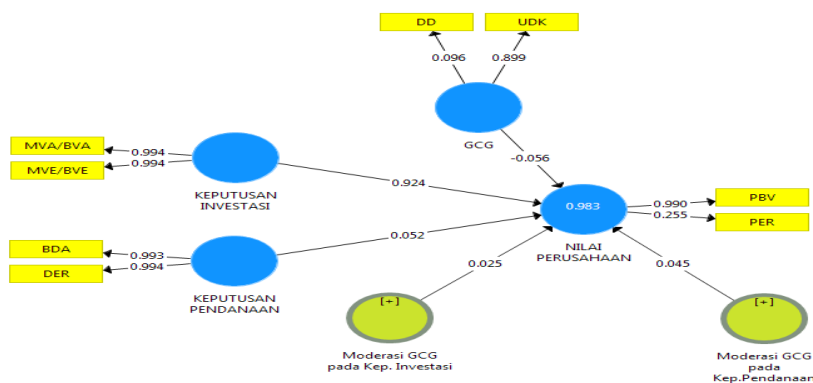 DD
UDK
0.096
0.899
GCG
-0.056
MVA/BVA
0.994
MVE/BVE
0.994
KEPUTUSAN
INVESTASI
0.924
0.983
NILAI
PERUSAHAAN
0.990
PBV
0.255
PER
BDA
0.993
DER
0.994
KEPUTUSAN
PENDANAAN
0.052
0.025
0.045
[+]
Moderasi GCG
pada Kep. Investasi
[+]
Moderasi GCG
pada
Kep.Pendanaan